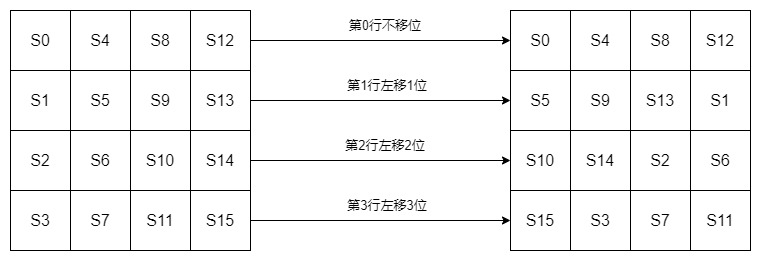 S0 S4 S8 S12 第0行不移位 S0 S4 S8 S12
S1 S5 S9 S13 第1行左移1位 S5 S9 S13 S1
S2 S6 S10 S14 第2行左移2位 S10 S14 S2 S6
S3 S7 S11 S15 第3行左移3位 S15 S3 S7 S11